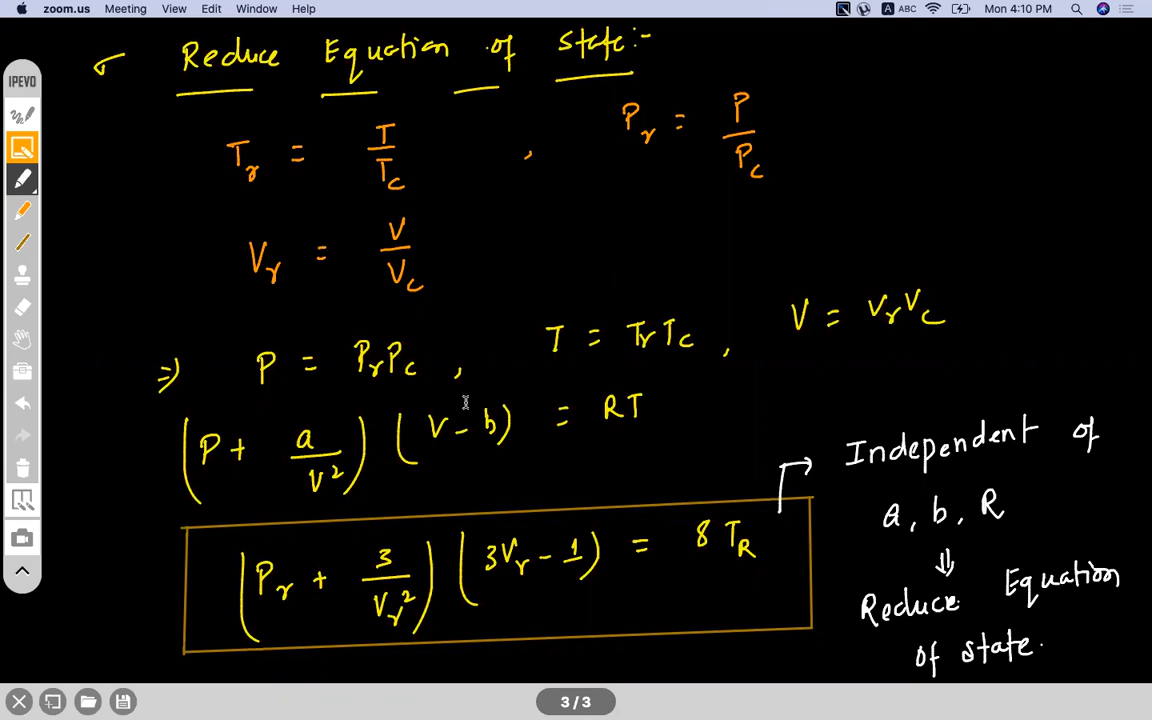 zoom.us Meeting View Edit Window Help ABC Mon 4:10 PM
IPEVO
Reduce Equation of state:-
Tr = T/Tc , Pr = P/Pc
Vr = V/Vc
⇒ P = PrPc , T = TrTc , V = VrVc
(P + a/V²) (V - b) = RT
(Pr + 3/Vr²) (3Vr - 1) = 8 TR
→ Independent of
a, b, R
⇓
Reduce Equation
of state.
3/3